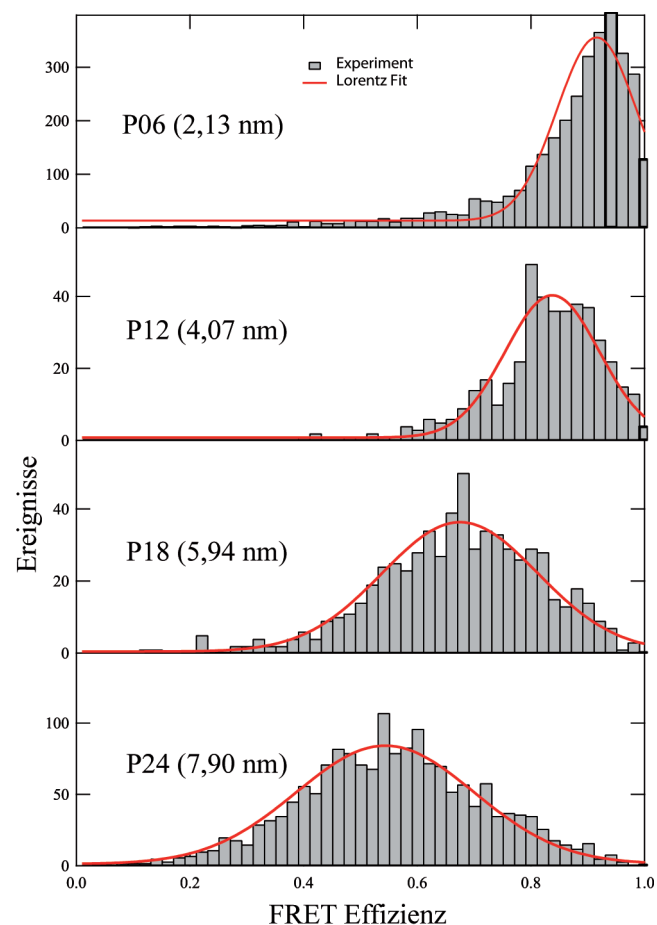 300
200
100
0
Experiment
Lorentz Fit
P06 (2,13 nm)
40
20
0
P12 (4,07 nm)
40
20
0
P18 (5,94 nm)
100
50
0
P24 (7,90 nm)
Ereignisse
0.0 0.2 0.4 0.6 0.8 1.0
FRET Effizienz